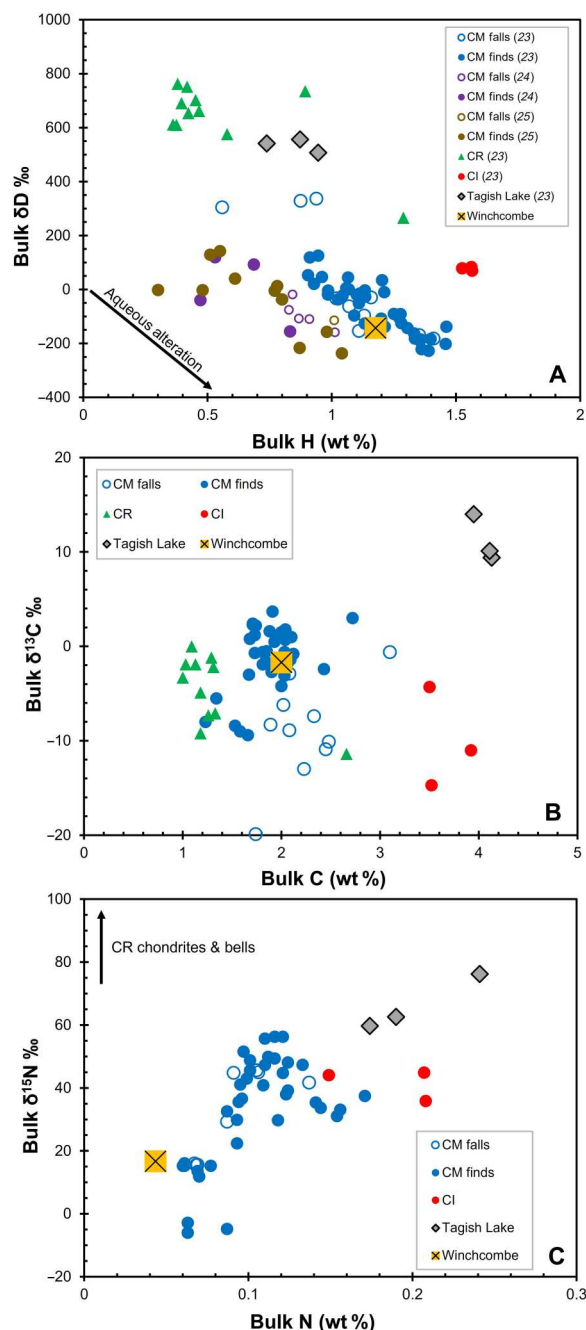 800
600
400
200
0
−200
−400
0
0.5
1
1.5
2
Bulk δD ‰
Bulk H (wt %)
Aqueous alteration
CM falls (23)
CM finds (23)
CM falls (24)
CM finds (24)
CM falls (25)
CM finds (25)
CR (23)
CI (23)
Tagish Lake (23)
Winchcombe
A
20
10
0
−10
−20
0
1
2
3
4
5
Bulk δ13C ‰
Bulk C (wt %)
CM falls
CM finds
CR
CI
Tagish Lake
Winchcombe
B
100
80
60
40
20
0
−20
0
0.1
0.2
0.3
Bulk δ15N ‰
Bulk N (wt %)
CR chondrites & bells
CM falls
CM finds
CI
Tagish Lake
Winchcombe
C